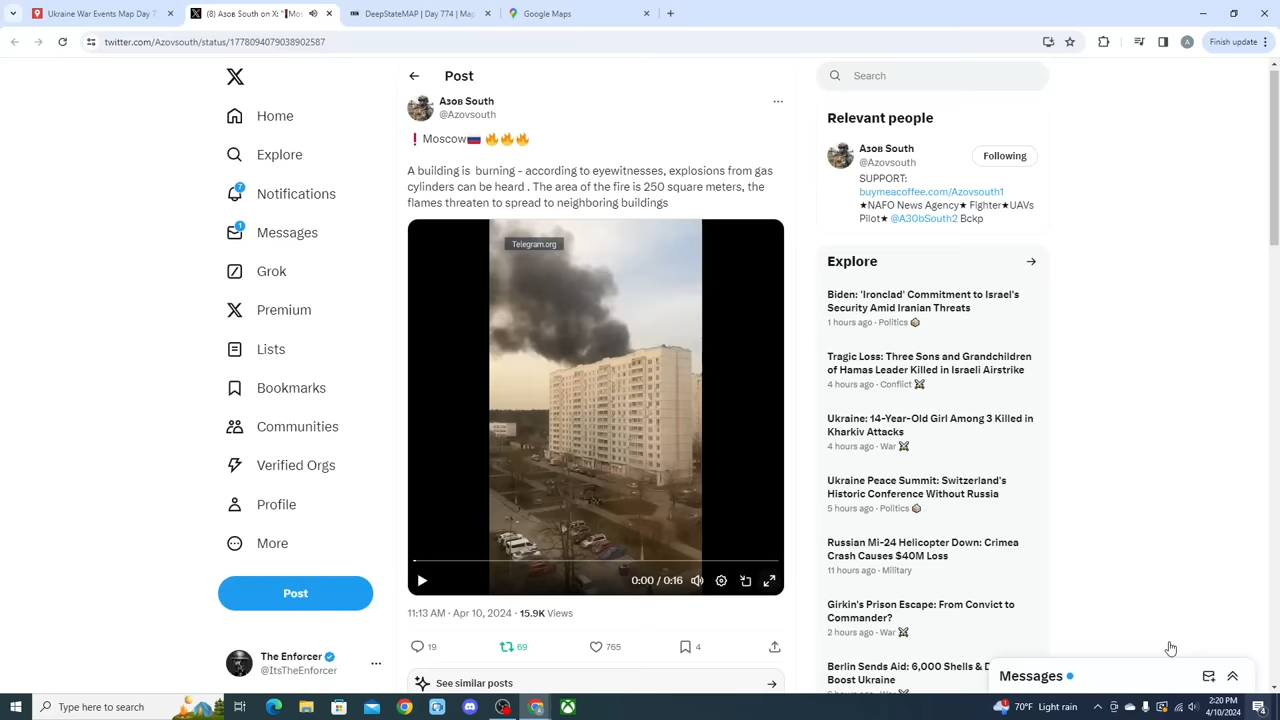 Ukraine War Events Map Day T
(8) Азов South on X: "❗Mos
DeepStateMAP | Day 774 | Map
Google Maps
twitter.com/Azovsouth/status/1778094079038902587
A
Finish update
Home
Explore
7
Notifications
1
Messages
Grok
Premium
Lists
Bookmarks
Communities
Verified Orgs
Profile
More
Post
The Enforcer
@ItsTheEnforcer
Post
Азов South
@Azovsouth
❗Moscow🇷🇺 🔥🔥🔥
A building is burning - according to eyewitnesses, explosions from gas
cylinders can be heard . The area of the fire is 250 square meters, the
flames threaten to spread to neighboring buildings
Telegram.org
0:00 / 0:16
11:13 AM · Apr 10, 2024 · 15.9K Views
19 69 765 4
See similar posts
Search
Relevant people
Азов South
@Azovsouth
Following
SUPPORT:
buymeacoffee.com/Azovsouth1
★NAFO News Agency★ Fighter★UAVs
Pilot★ @A30bSouth2 Bckp
Explore
Biden: 'Ironclad' Commitment to Israel's
Security Amid Iranian Threats
1 hours ago · Politics
Tragic Loss: Three Sons and Grandchildren
of Hamas Leader Killed in Israeli Airstrike
4 hours ago · Conflict
Ukraine: 14-Year-Old Girl Among 3 Killed in
Kharkiv Attacks
4 hours ago · War
Ukraine Peace Summit: Switzerland's
Historic Conference Without Russia
5 hours ago · Politics
Russian Mi-24 Helicopter Down: Crimea
Crash Causes $40M Loss
11 hours ago · Military
Girkin's Prison Escape: From Convict to
Commander?
2 hours ago · War
Berlin Sends Aid: 6,000 Shells &
Boost Ukraine
Messages
Type here to search
70°F Light rain
2:20 PM
4/10/2024